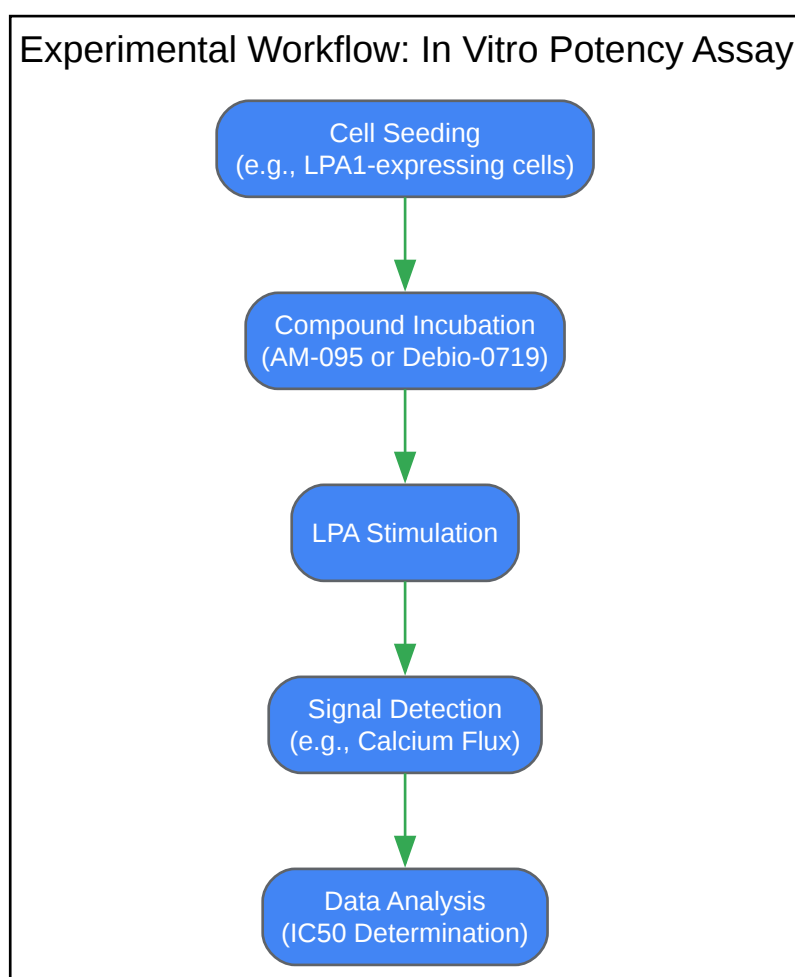 Experimental Workflow: In Vitro Potency Assay
Cell Seeding
(e.g., LPA1-expressing cells)
Compound Incubation
(AM-095 or Debio-0719)
LPA Stimulation
Signal Detection
(e.g., Calcium Flux)
Data Analysis
(IC50 Determination)